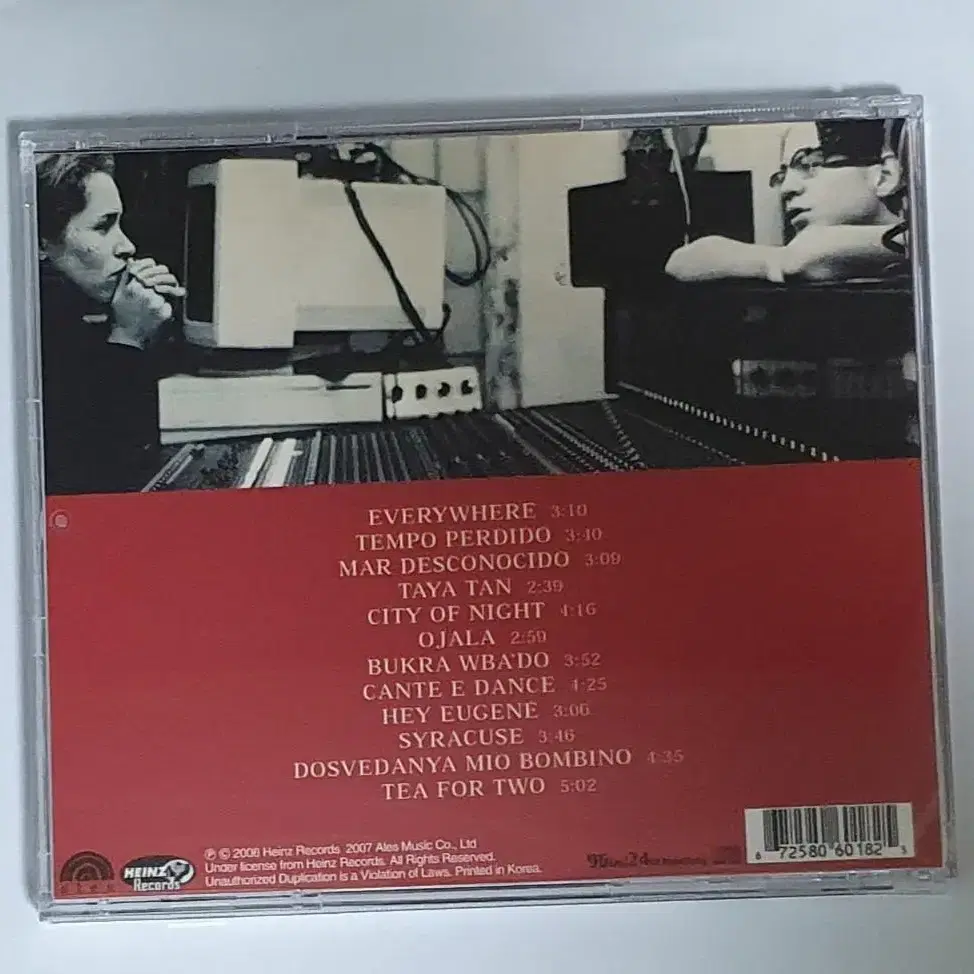 EVERYWHERE 3:10
TEMPO PERDIDO 3:40
MAR DESCONOCIDO 3:09
TAYA TAN 2:39
CITY OF NIGHT 4:16
OJALA 2:59
BUKRA WBA'DO 3:52
CANTE E DANCE 4:25
HEY EUGENE 3:06
SYRACUSE 3:46
DOSVEDANYA MIO BOMBINO 4:35
TEA FOR TWO 5:02
℗ © 2006 Heinz Records 2007 Ales Music Co., Ltd
Under license from Heinz Records. All Rights Reserved.
Unauthorized Duplication is a Violation of Laws. Printed in Korea.
ales
HEINZ
Records
6 72580 60182 5